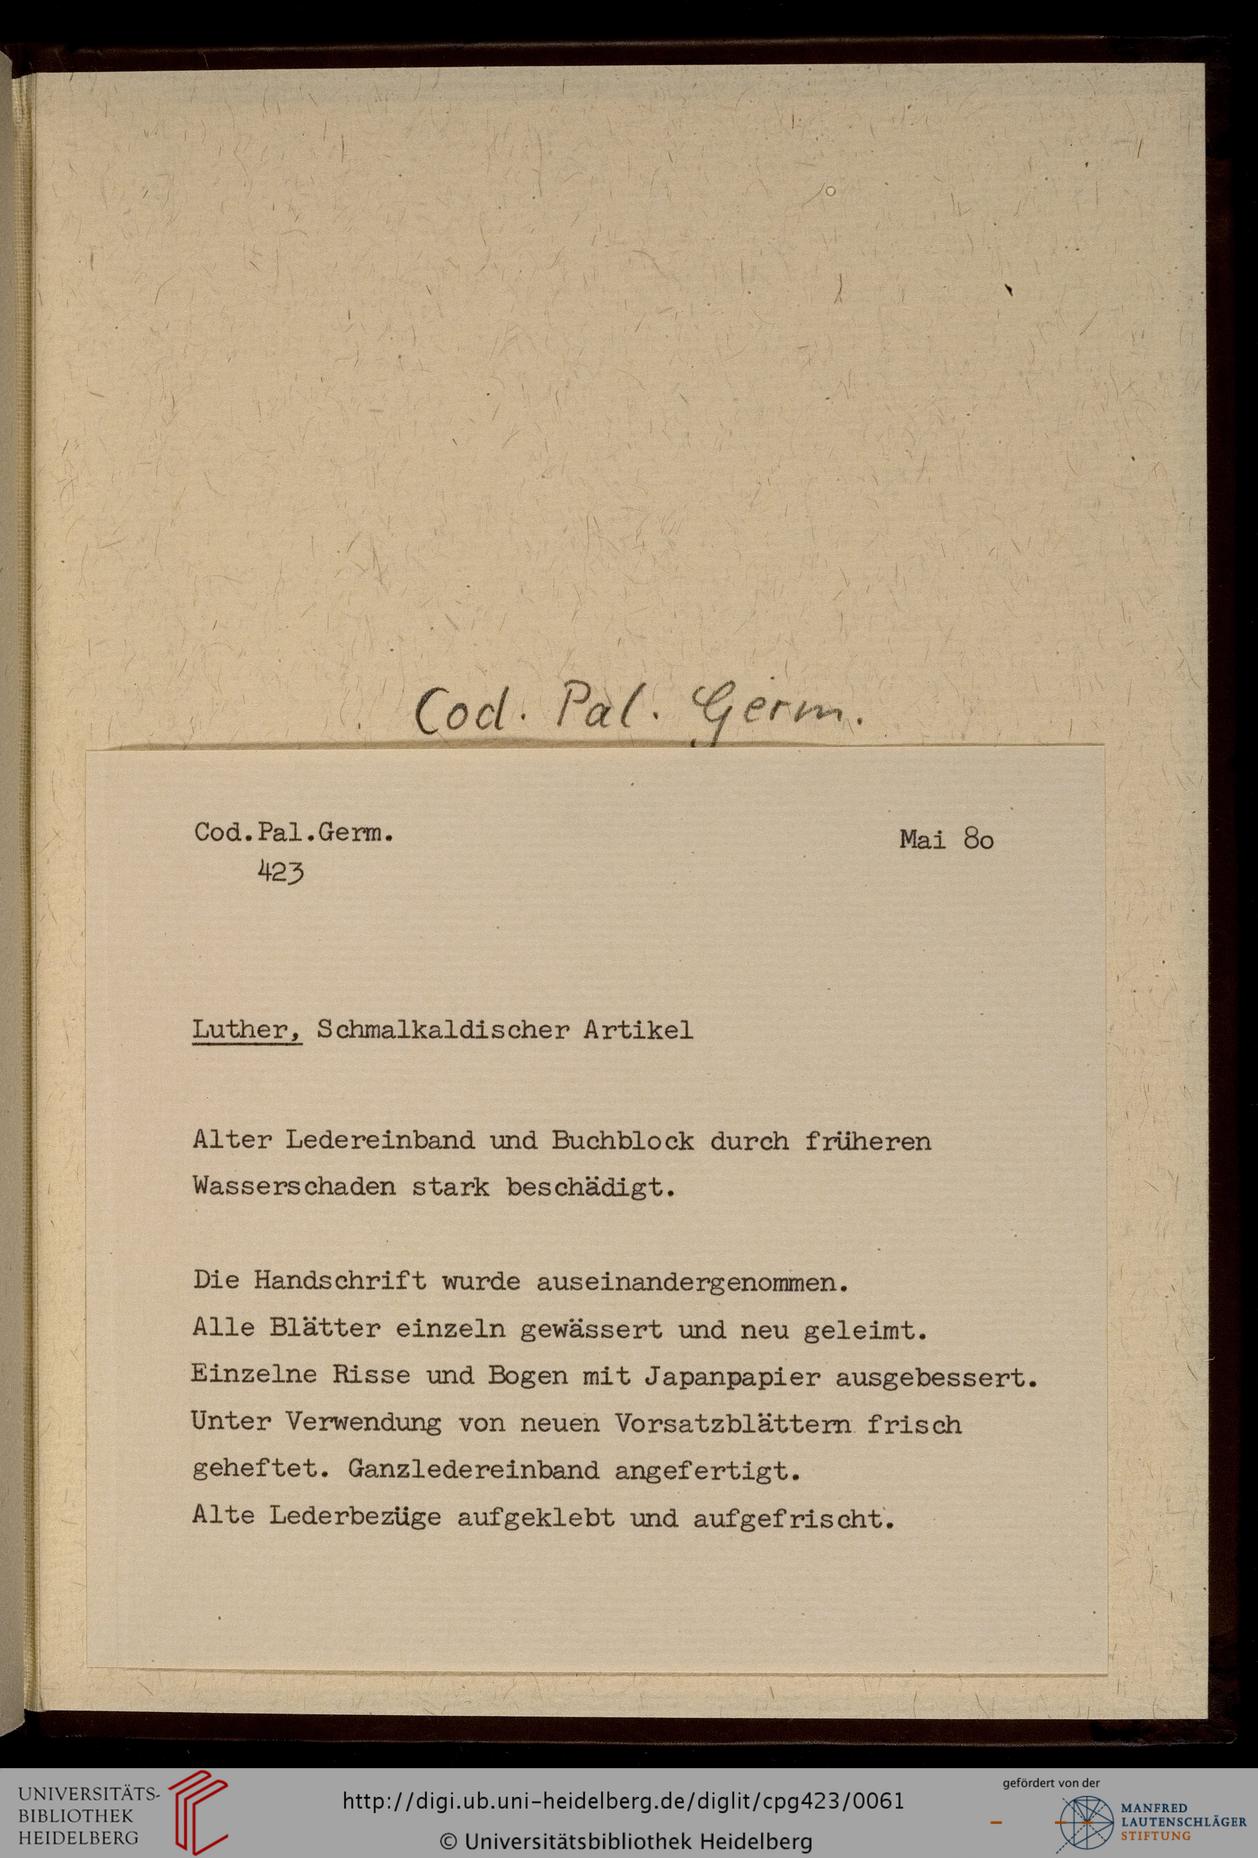 Cod. Pal. Germ.
Cod.Pal.Germ.
Mai 80
423
Luther, Schmalkaldischer Artikel
Alter Ledereinband und Buchblock durch früheren
Wasserschaden stark beschädigt.
Die Handschrift wurde auseinandergenommen.
Alle Blätter einzeln gewässert und neu geleimt.
Einzelne Risse und Bogen mit Japanpapier ausgebessert.
Unter Verwendung von neuen Vorsatzblättern frisch
geheftet. Ganzledereinband angefertigt.
Alte Lederbezüge aufgeklebt und aufgefrischt.
UNIVERSITÄTS-
BIBLIOTHEK
HEIDELBERG
http://digi.ub.uni-heidelberg.de/diglit/cpg423/0061
© Universitätsbibliothek Heidelberg
gefördert von der
MANFRED
LAUTENSCHLÄGER
STIFTUNG